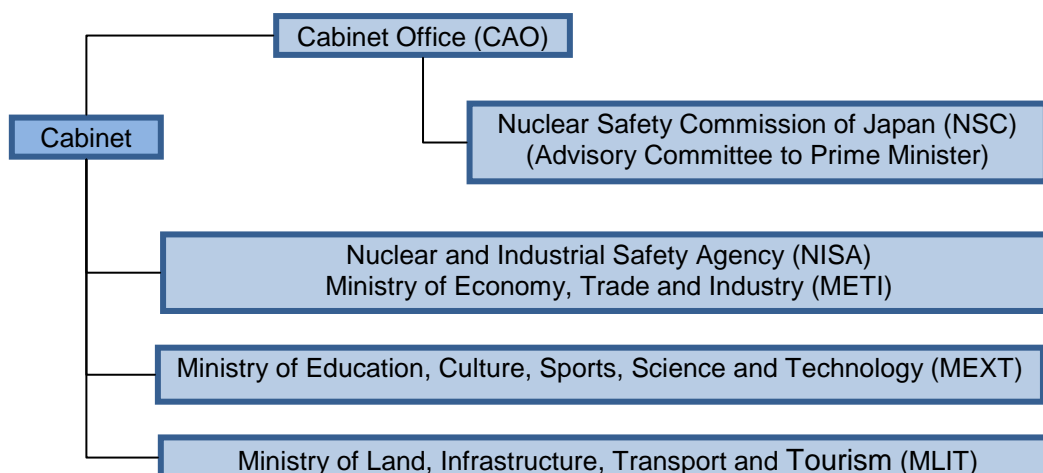 Cabinet Office (CAO)
Cabinet
Nuclear Safety Commission of Japan (NSC)
(Advisory Committee to Prime Minister)
Nuclear and Industrial Safety Agency (NISA)
Ministry of Economy, Trade and Industry (METI)
Ministry of Education, Culture, Sports, Science and Technology (MEXT)
Ministry of Land, Infrastructure, Transport and Tourism (MLIT)